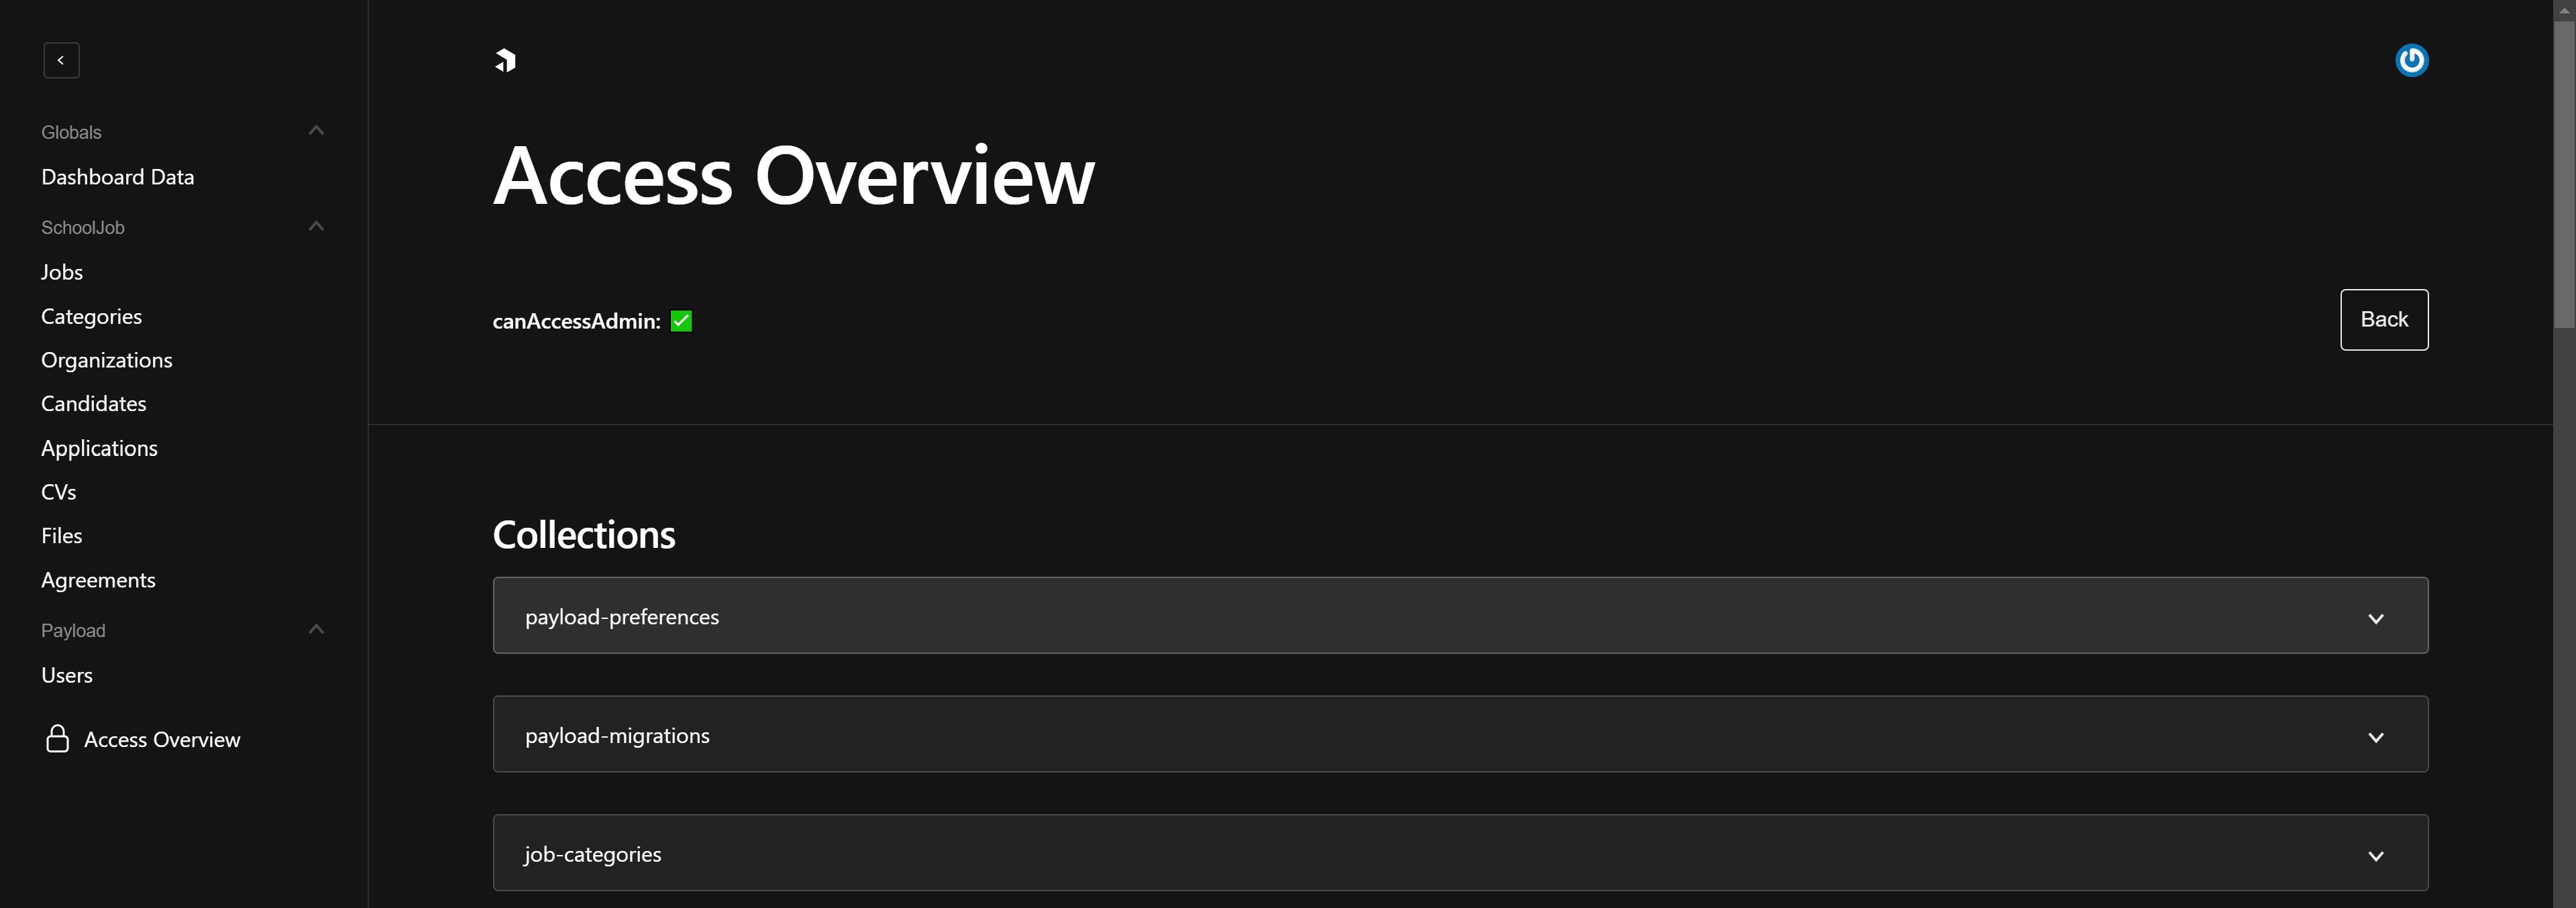 Globals
Dashboard Data
SchoolJob
Jobs
Categories
Organizations
Candidates
Applications
CVs
Files
Agreements
Payload
Users
Access Overview
Access Overview
canAccessAdmin:
Back
Collections
payload-preferences
payload-migrations
job-categories